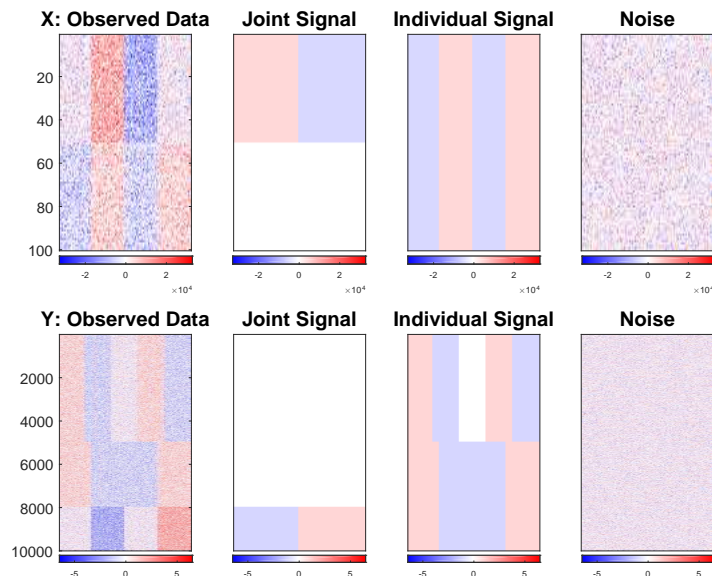 X: Observed Data Joint Signal Individual Signal Noise
20
40
60
80
100
-2 0 2 -2 0 2 -2 0 2 -2 0 2
×10⁴ ×10⁴ ×10⁴ ×10⁴
Y: Observed Data Joint Signal Individual Signal Noise
2000
4000
6000
8000
10000
-5 0 5 -5 0 5 -5 0 5 -5 0 5